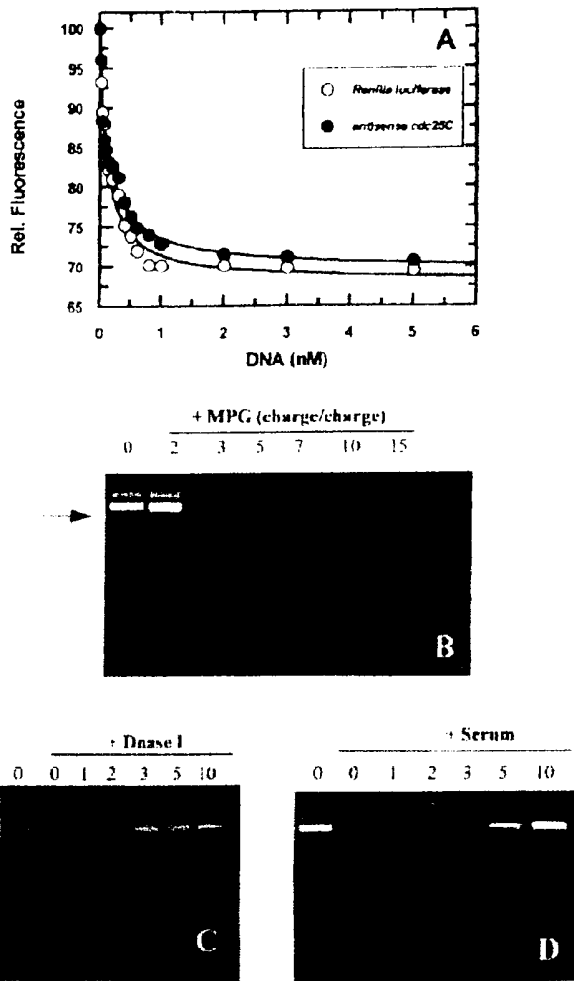 A
100
95
90
85
80
75
70
65
Rel. Fluorescence
Renilla luciferase
antisense cdc25C
0 1 2 3 4 5 6
DNA (nM)
+ MPG (charge/charge)
0 2 3 5 7 10 15
B
+ Dnase I
0 0 1 2 3 5 10
C
+ Serum
0 0 1 2 3 5 10
D